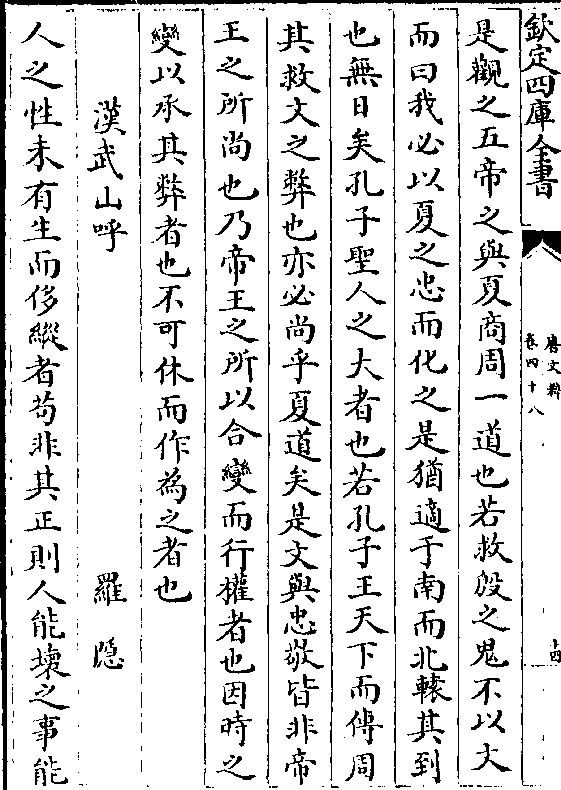 欽定四庫全書
唐文粹
卷四十八
十四
是觀之五帝之與夏商周一道也若救殷之鬼不以大
而曰我必以夏之忠而化之是猶適于南而北轅其到
也無日矣孔子聖人之大者也若孔子王天下而傳周
其救文之弊也亦必尚乎夏道矣是文與忠敬皆非帝
王之所尚也乃帝王之所以合變而行權者也因時之
變以承其弊者也不可休而作為之者也
漢武山呼 羅隱
人之性未有生而侈縱者苟非其正則人能壞之事能